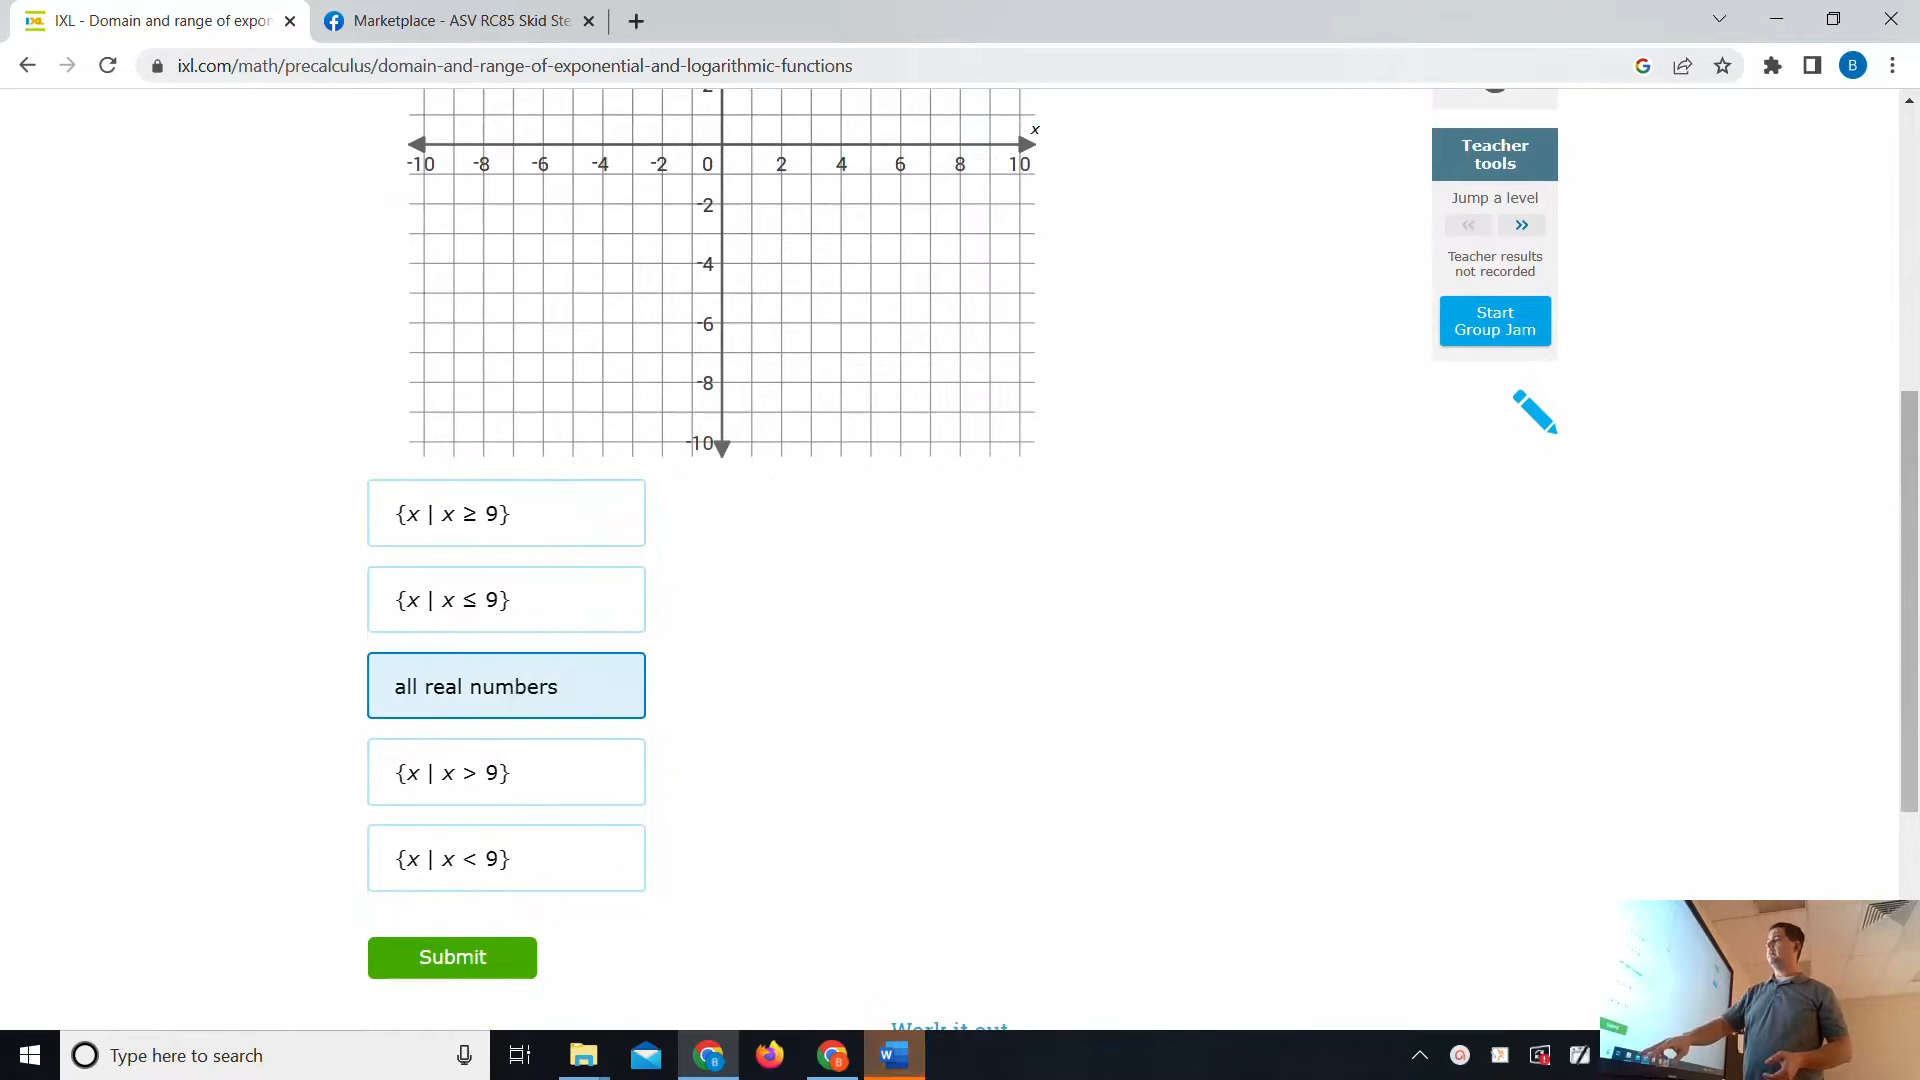 IXL - Domain and range of expon
Marketplace - ASV RC85 Skid Ste
ixl.com/math/precalculus/domain-and-range-of-exponential-and-logarithmic-functions
B
x
-10 -8 -6 -4 -2 0 2 4 6 8 10
-2
-4
-6
-8
-10
Teacher
tools
Jump a level
Teacher results
not recorded
Start
Group Jam
{x | x ≥ 9}
{x | x ≤ 9}
all real numbers
{x | x > 9}
{x | x < 9}
Submit
Work it out
Type here to search